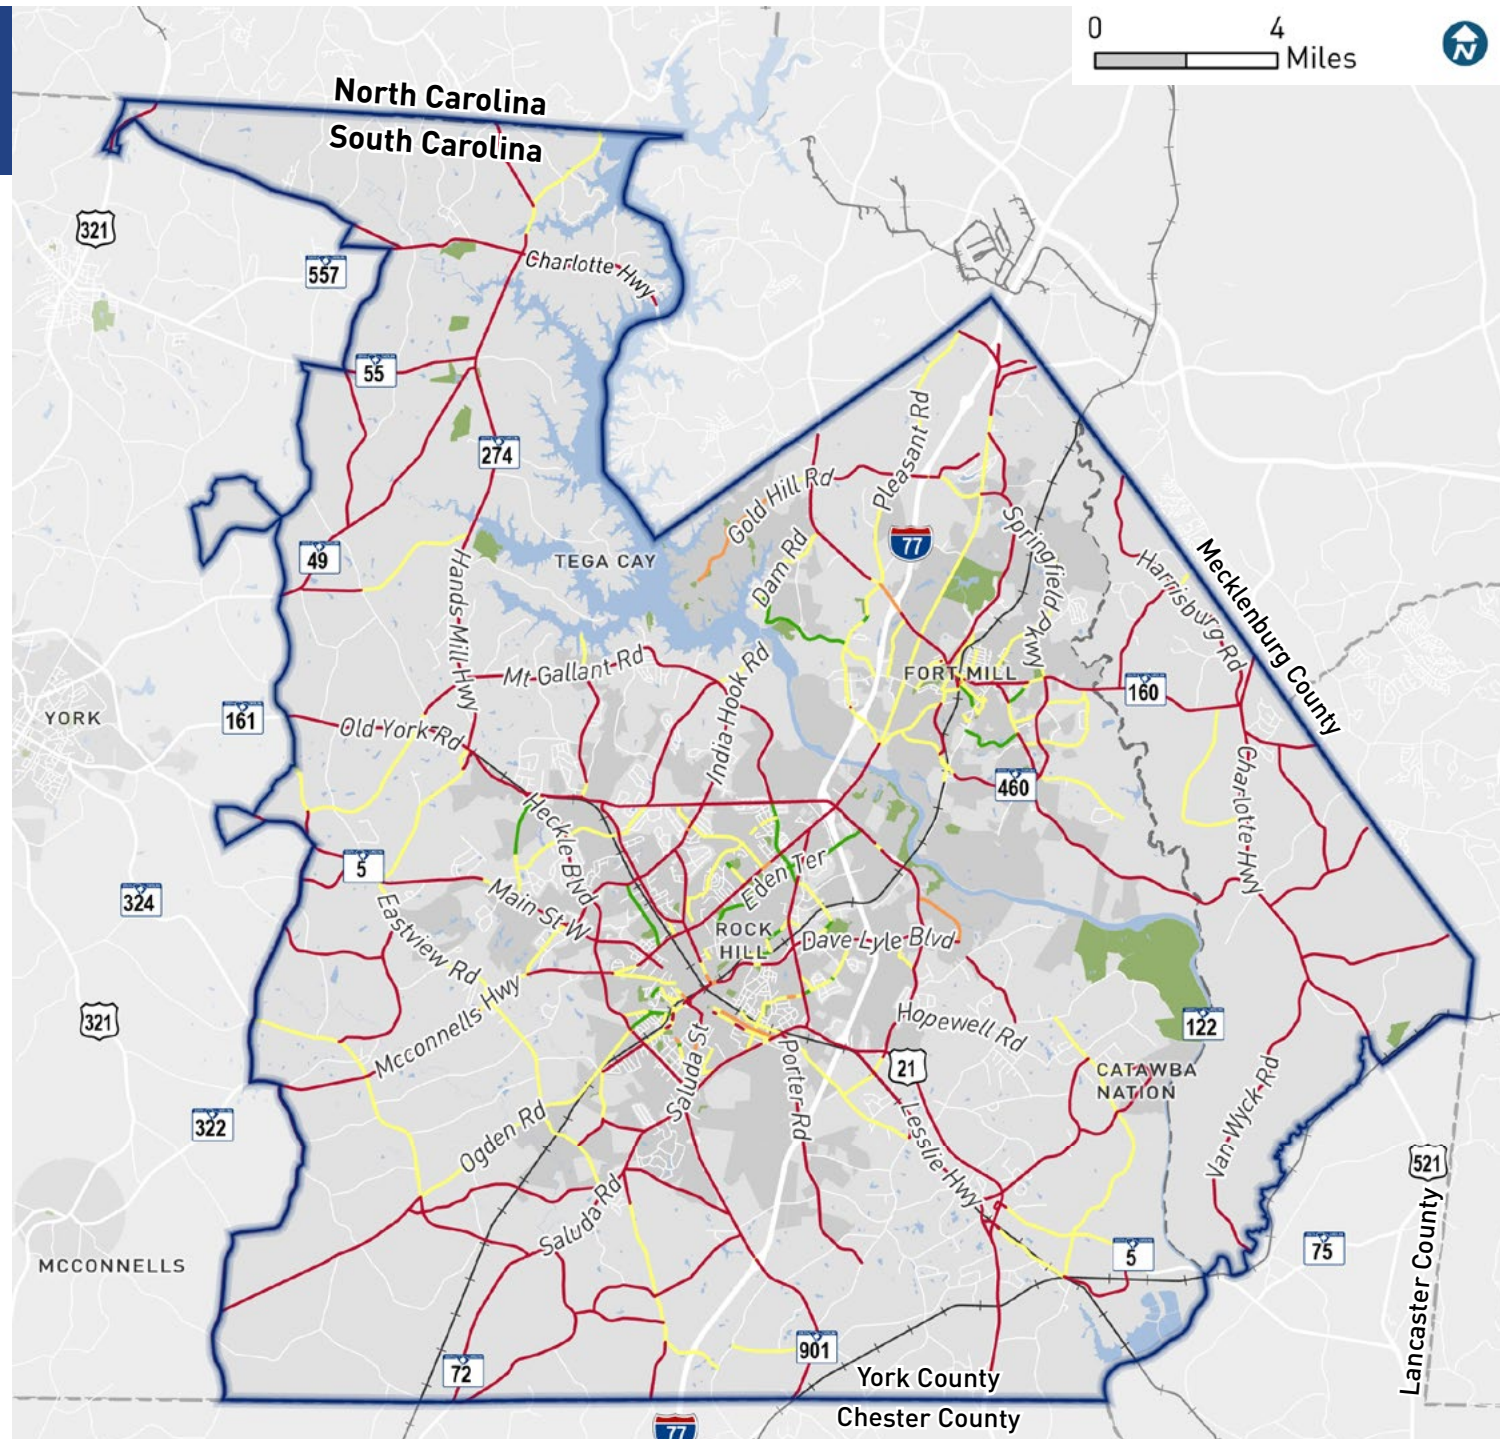 0 4
Miles
N
North Carolina
South Carolina
321
557
Charlotte Hwy
55
274
Pleasant Rd
Gold Hill Rd
77
Springfield Pkwy
49
TEGA CAY
Dam Rd
Harrisburg Rd
Mecklenburg County
Hands Mill Hwy
Mt Gallant Rd
India Hook Rd
FORT MILL
160
YORK
161
Old York Rd
460
Charlotte Hwy
Heckle Blvd
5
Eden Ter
324
Main St W
Eastview Rd
ROCK
HILL
Dave Lyle Blvd
321
Mcconnells Hwy
Hopewell Rd
122
Saluda St
Porter Rd
21
CATAWBA
NATION
Van Wyck Rd
322
Ogden Rd
Lesslie Hwy
521
Saluda Rd
MCCONNELLS
5
75
Lancaster County
901
72
York County
Chester County
77